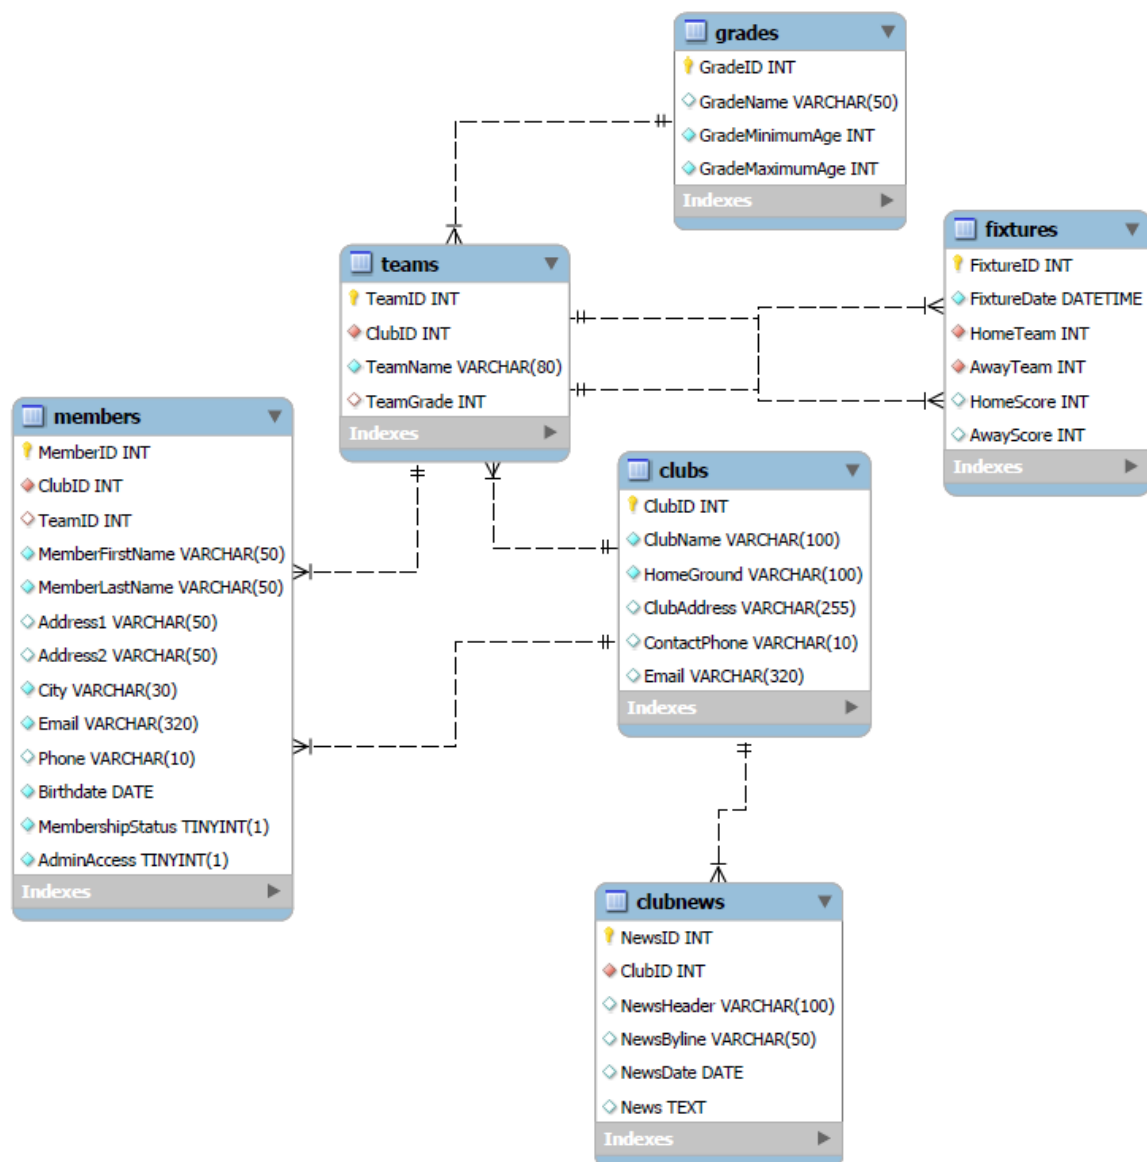 grades
GradeID INT
GradeName VARCHAR(50)
GradeMinimumAge INT
GradeMaximumAge INT
Indexes
fixtures
FixtureID INT
FixtureDate DATETIME
HomeTeam INT
AwayTeam INT
HomeScore INT
AwayScore INT
Indexes
teams
TeamID INT
ClubID INT
TeamName VARCHAR(80)
TeamGrade INT
Indexes
members
MemberID INT
ClubID INT
TeamID INT
MemberFirstName VARCHAR(50)
MemberLastName VARCHAR(50)
Address1 VARCHAR(50)
Address2 VARCHAR(50)
City VARCHAR(30)
Email VARCHAR(320)
Phone VARCHAR(10)
Birthdate DATE
MembershipStatus TINYINT(1)
AdminAccess TINYINT(1)
Indexes
clubs
ClubID INT
ClubName VARCHAR(100)
HomeGround VARCHAR(100)
ClubAddress VARCHAR(255)
ContactPhone VARCHAR(10)
Email VARCHAR(320)
Indexes
clubnews
NewsID INT
ClubID INT
NewsHeader VARCHAR(100)
NewsByline VARCHAR(50)
NewsDate DATE
News TEXT
Indexes